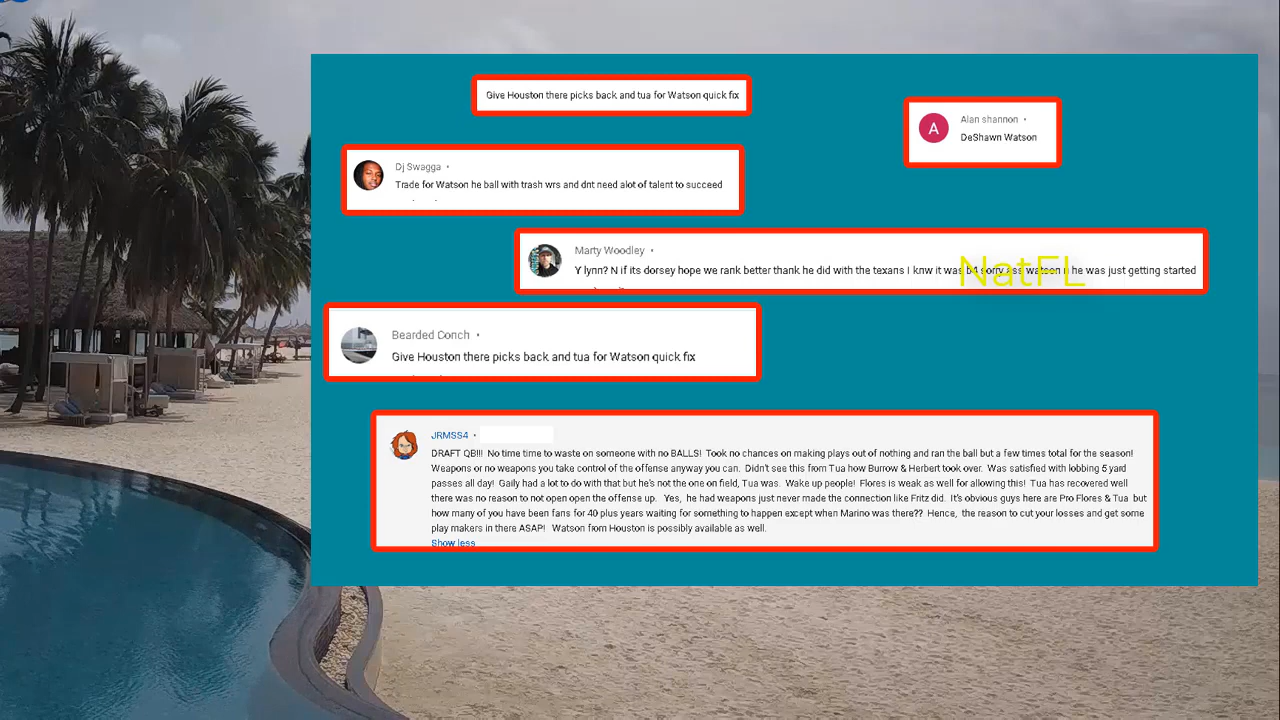 Give Houston there picks back and tua for Watson quick fix
A
Alan shannon •
DeShawn Watson
Dj Swagga •
Trade for Watson he ball with trash wrs and dnt need alot of talent to succeed
Marty Woodley •
Y lynn? N if its dorsey hope we rank better thank he did with the texans I knw it was b4 sorry ass watson he was just getting started
NatFL
Bearded Conch •
Give Houston there picks back and tua for Watson quick fix
JRMSS4 •
DRAFT QB!!! No time time to waste on someone with no BALLS! Took no chances on making plays out of nothing and ran the ball but a few times total for the season!
Weapons or no weapons you take control of the offense anyway you can. Didn't see this from Tua how Burrow & Herbert took over. Was satisfied with lobbing 5 yard
passes all day! Gaily had a lot to do with that but he's not the one on field, Tua was. Wake up people! Flores is weak as well for allowing this! Tua has recovered well
there was no reason to not open open the offense up. Yes, he had weapons just never made the connection like Fritz did. It's obvious guys here are Pro Flores & Tua but
how many of you have been fans for 40 plus years waiting for something to happen except when Marino was there?? Hence, the reason to cut your losses and get some
play makers in there ASAP! Watson from Houston is possibly available as well.
Show less